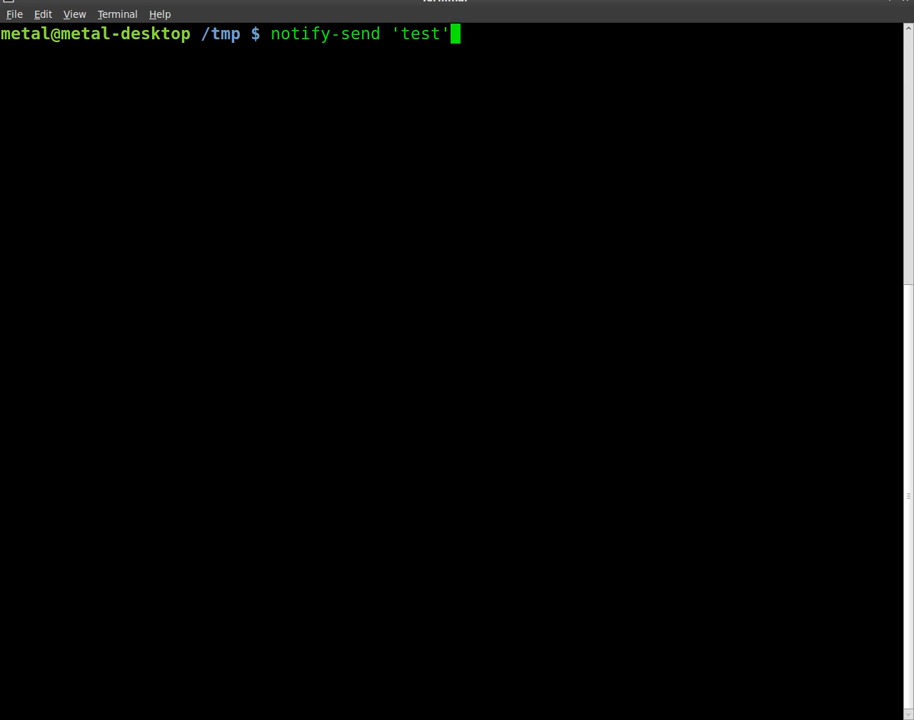 File Edit View Terminal Help
metal@metal-desktop /tmp $ notify-send 'test'